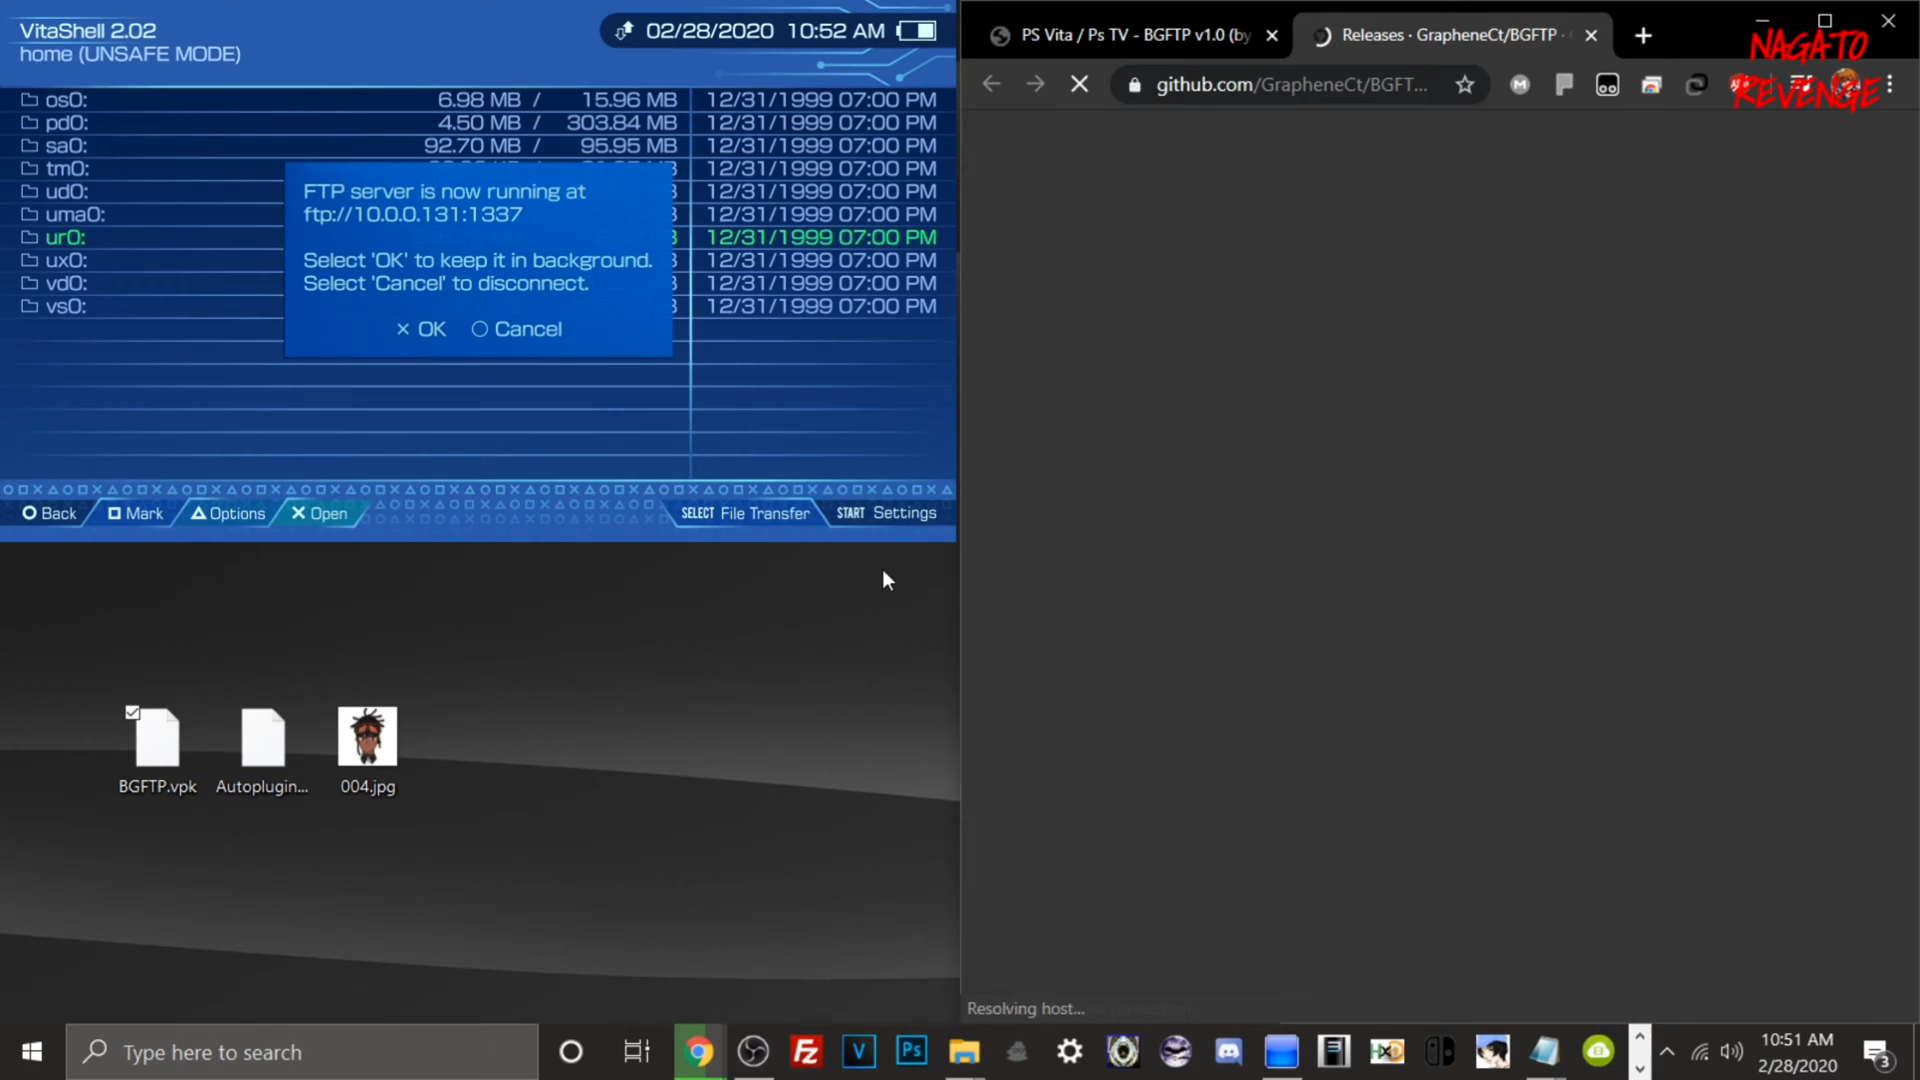 VitaShell 2.02
home (UNSAFE MODE)
02/28/2020 10:52 AM
os0: 6.98 MB / 15.96 MB 12/31/1999 07:00 PM
pd0: 4.50 MB / 303.84 MB 12/31/1999 07:00 PM
sa0: 92.70 MB / 95.95 MB 12/31/1999 07:00 PM
tm0: 12/31/1999 07:00 PM
ud0: 12/31/1999 07:00 PM
uma0: 12/31/1999 07:00 PM
ur0: 12/31/1999 07:00 PM
ux0: 12/31/1999 07:00 PM
vd0: 12/31/1999 07:00 PM
vs0: 12/31/1999 07:00 PM
FTP server is now running at
ftp://10.0.0.131:1337
Select 'OK' to keep it in background.
Select 'Cancel' to disconnect.
OK Cancel
Back Mark Options Open SELECT File Transfer START Settings
BGFTP.vpk Autoplugin... 004.jpg
PS Vita / Ps TV - BGFTP v1.0 (by
Releases · GrapheneCt/BGFTP ·
github.com/GrapheneCt/BGFT...
NAGATO
REVENGE
Resolving host...
Type here to search
Fz V Ps HXD
10:51 AM
2/28/2020
3